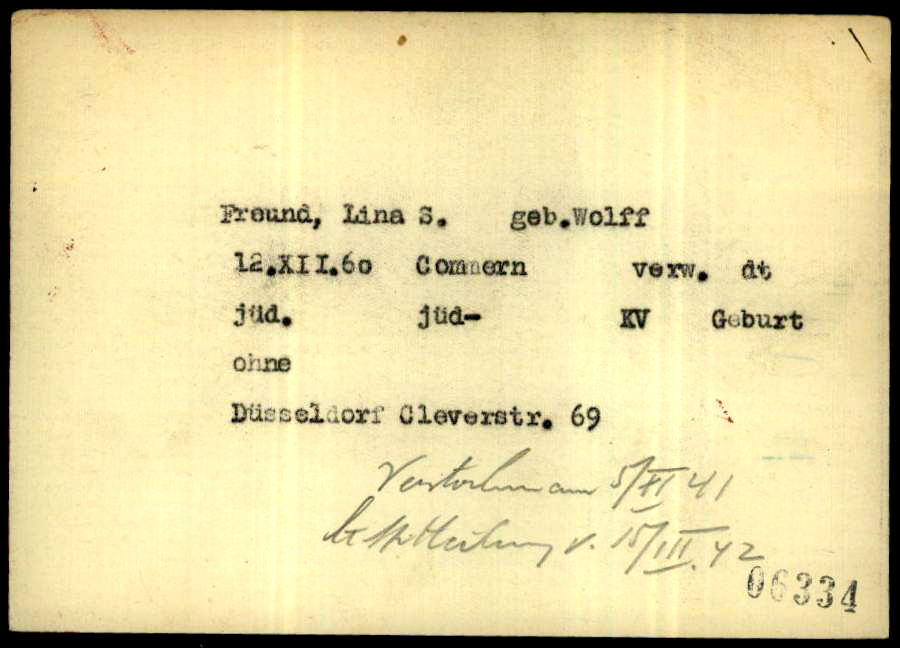 Freund, Lina S. geb.Wolff
12.XII.60 Commern verw. dt
jüd. jüd- KV Geburt
ohne
Düsseldorf Cleverstr. 69
Verstorben am 5/XI 41
lt Mitteilung v. 15/III.42
06334